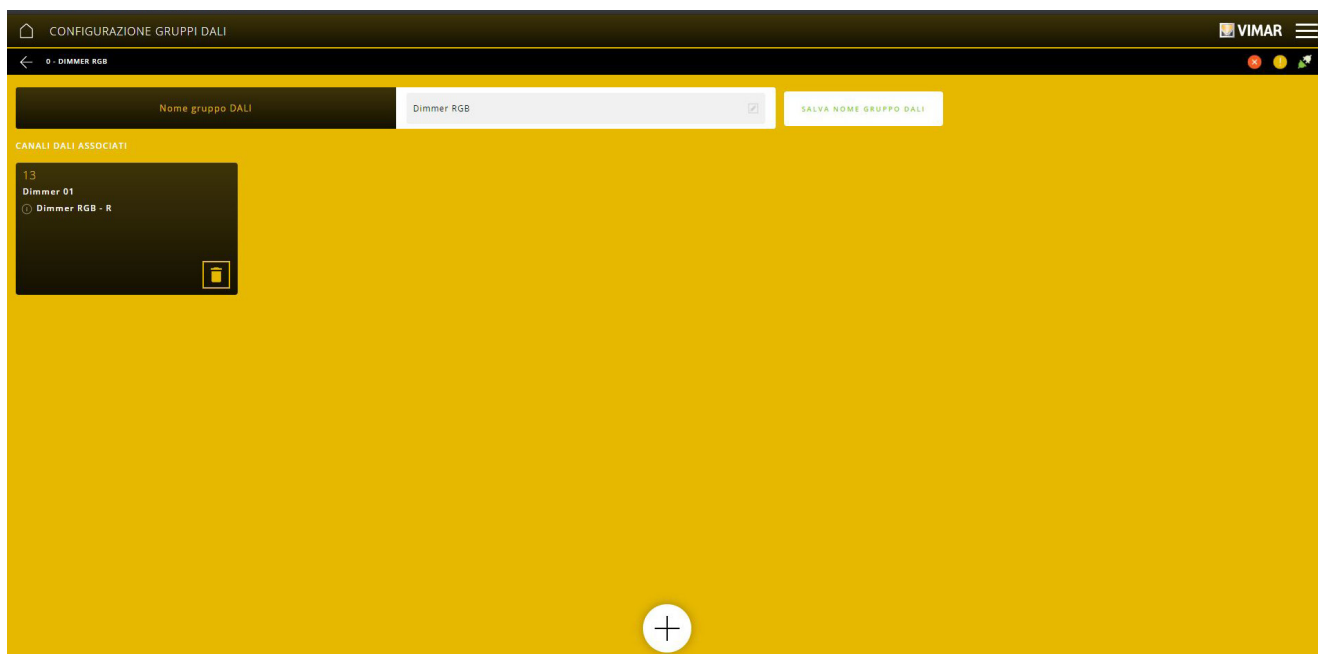 CONFIGURAZIONE GRUPPI DALI
VIMAR
0 - DIMMER RGB
Nome gruppo DALI
Dimmer RGB
SALVA NOME GRUPPO DALI
CANALI DALI ASSOCIATI
13
Dimmer 01
Dimmer RGB - R